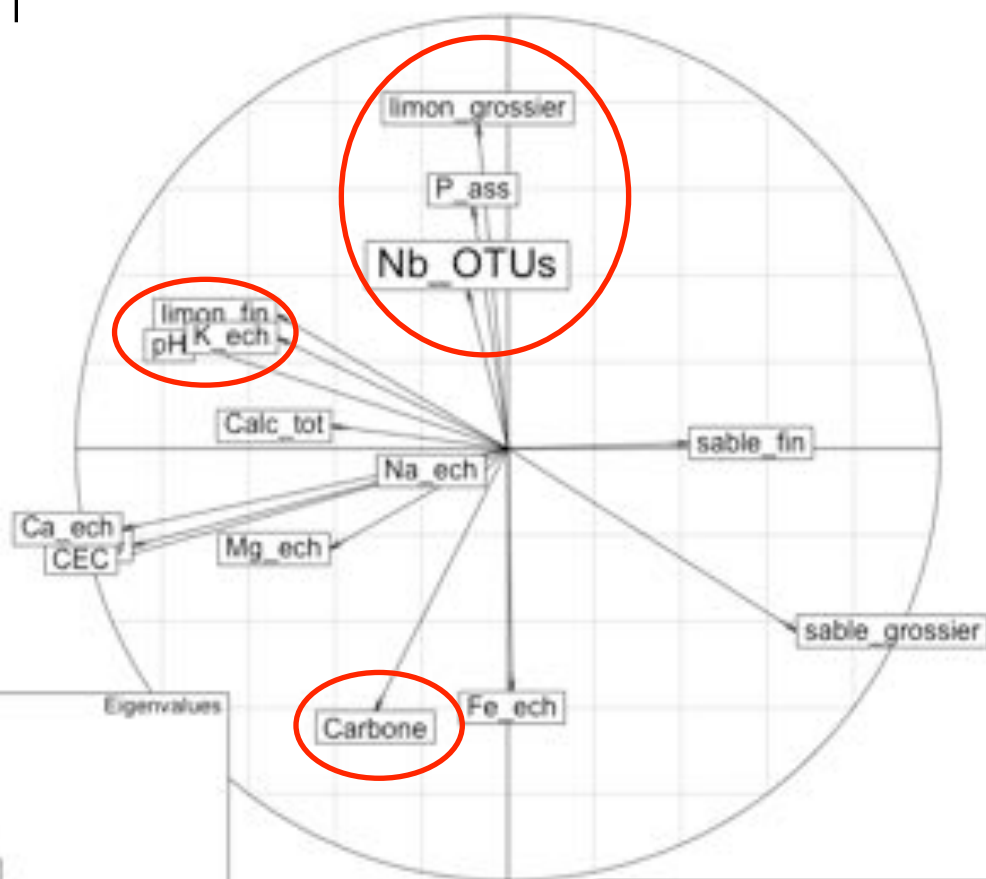 limon_grossier
P_ass
Nb_OTUs
limon_fin
K_ech
pH
Calc_tot
sable_fin
Na_ech
Ca_ech
CEC
Mg_ech
sable_grossier
Eigenvalues
Fe_ech
Carbone